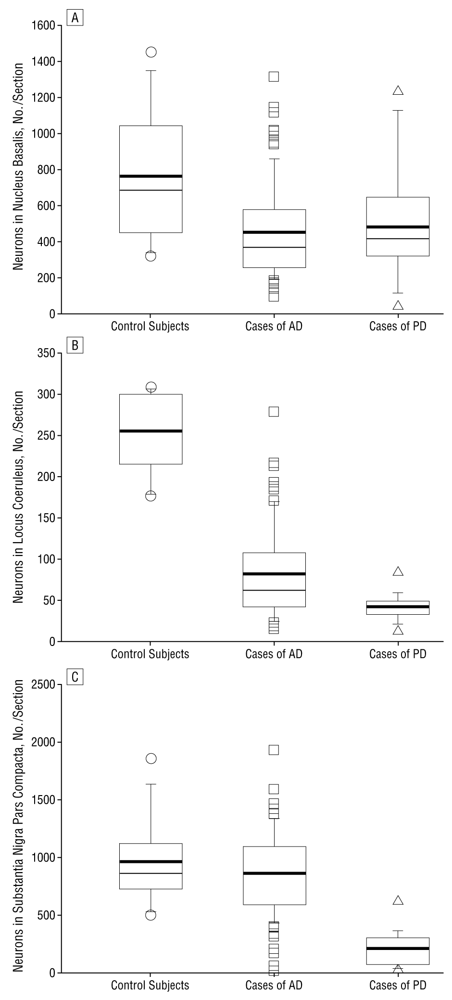 A
Neurons in Nucleus Basalis, No./Section
1600
1400
1200
1000
800
600
400
200
0
Control Subjects Cases of AD Cases of PD
B
Neurons in Locus Coeruleus, No./Section
350
300
250
200
150
100
50
0
Control Subjects Cases of AD Cases of PD
C
Neurons in Substantia Nigra Pars Compacta, No./Section
2500
2000
1500
1000
500
0
Control Subjects Cases of AD Cases of PD